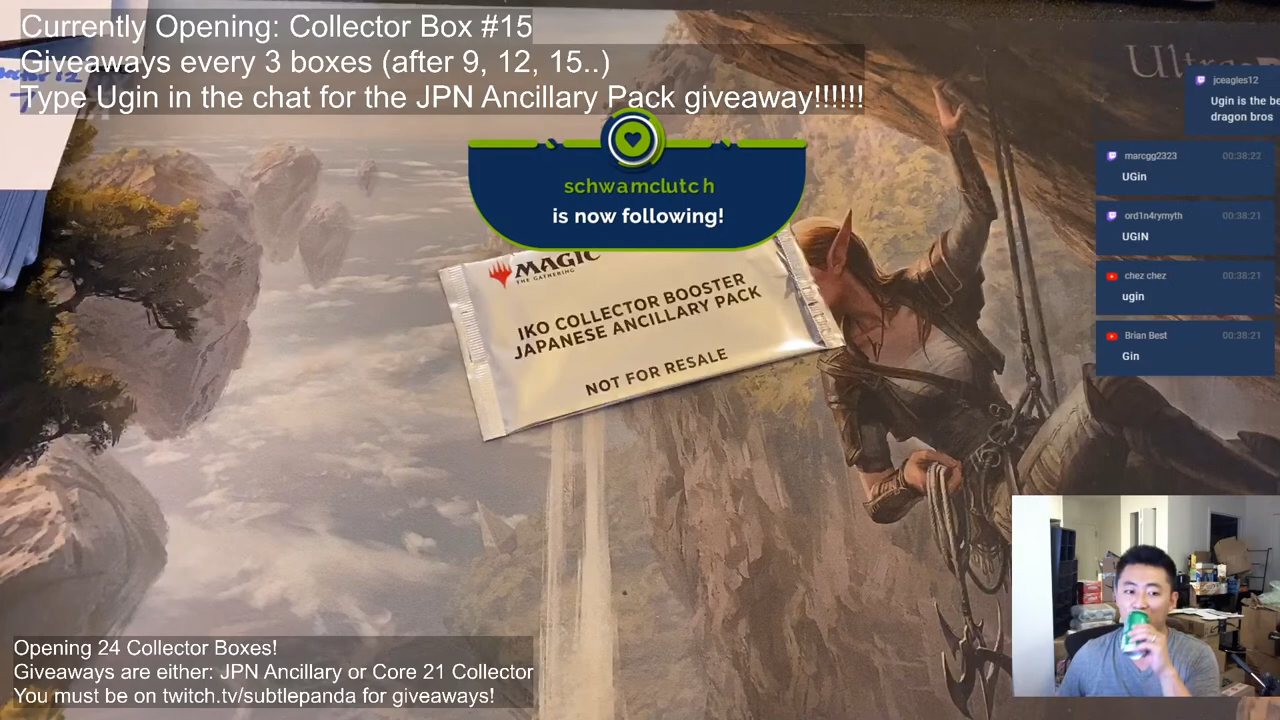 Currently Opening: Collector Box #15
Giveaways every 3 boxes (after 9, 12, 15..)
Type Ugin in the chat for the JPN Ancillary Pack giveaway!!!!!!
schwamclutch
is now following!
MAGIC
THE GATHERING
IKO COLLECTOR BOOSTER
JAPANESE ANCILLARY PACK
NOT FOR RESALE
jceagles12
Ugin is the be
dragon bros
marcgg2323 00:38:22
UGin
ord1n4rymyth 00:38:21
UGIN
chez chez 00:38:21
ugin
Brian Best 00:38:21
Gin
Opening 24 Collector Boxes!
Giveaways are either: JPN Ancillary or Core 21 Collector
You must be on twitch.tv/subtlepanda for giveaways!